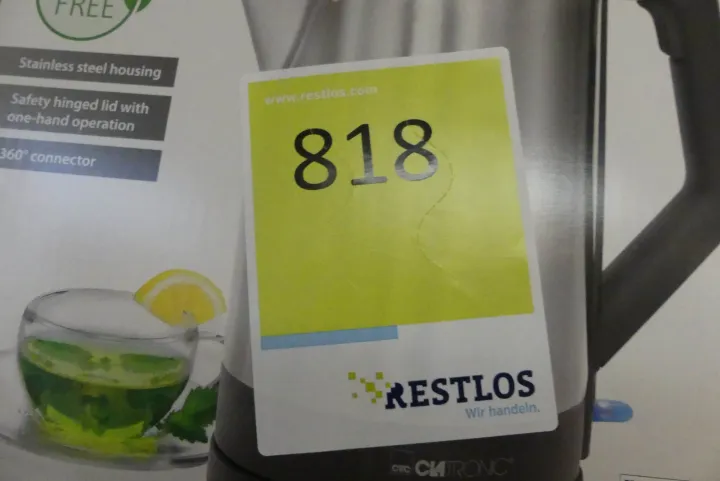 FREE
Stainless steel housing
Safety hinged lid with
one-hand operation
360° connector
www.restlos.com
818
RESTLOS
Wir handeln.
CTC CLATRONIC